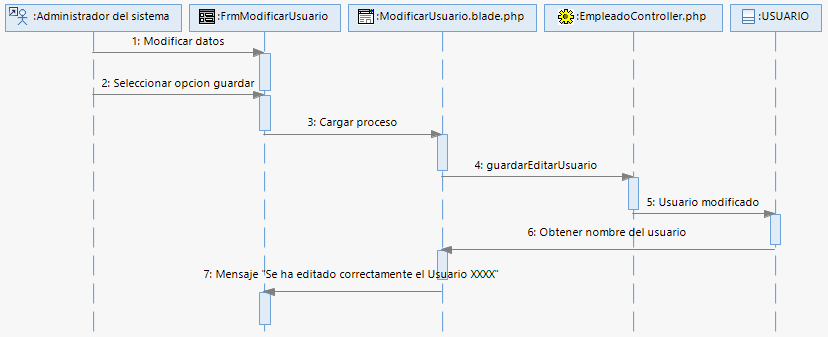 :Administrador del sistema
:FrmModificarUsuario
:ModificarUsuario.blade.php
:EmpleadoController.php
:USUARIO
1: Modificar datos
2: Seleccionar opcion guardar
3: Cargar proceso
4: guardarEditarUsuario
5: Usuario modificado
6: Obtener nombre del usuario
7: Mensaje "Se ha editado correctamente el Usuario XXXX"